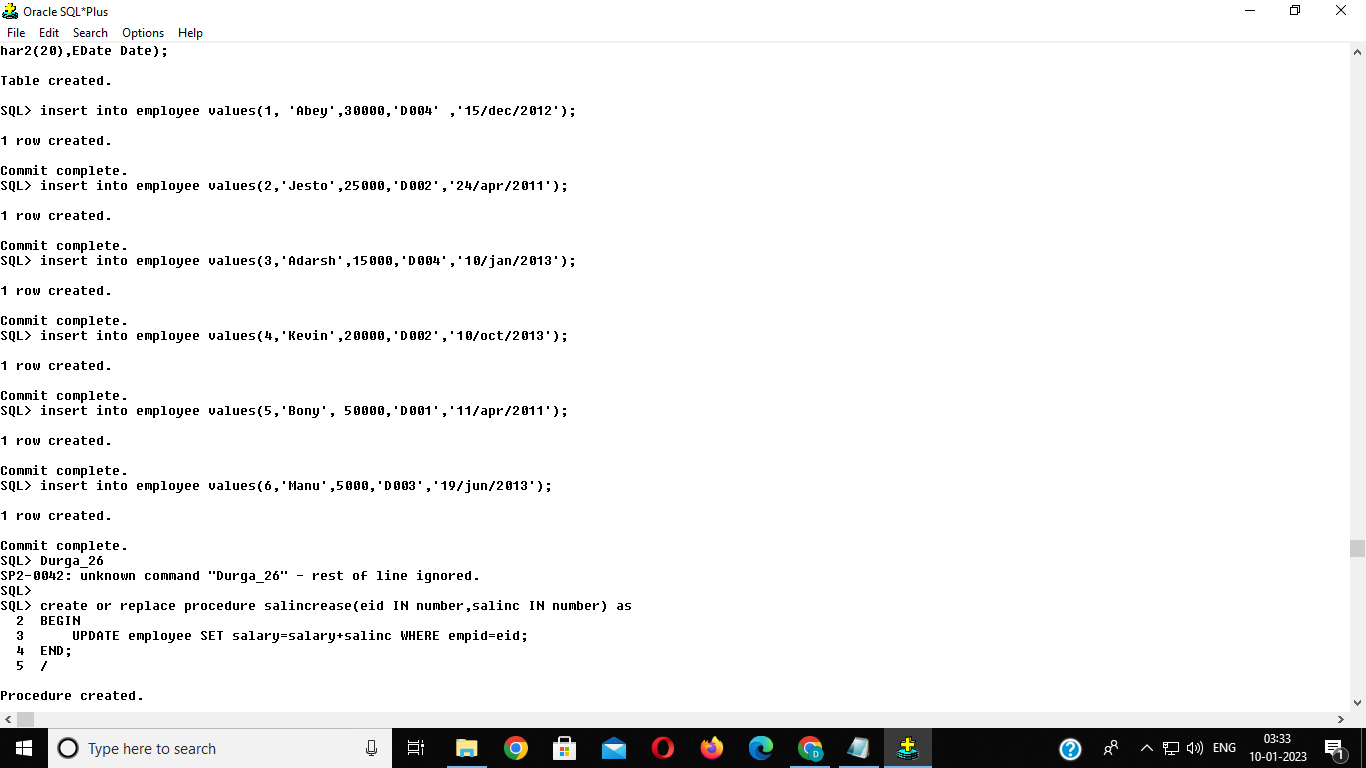 Oracle SQL*Plus
File Edit Search Options Help
har2(20),EDate Date);
Table created.
SQL> insert into employee values(1, 'Abey',30000,'D004' ,'15/dec/2012');
1 row created.
Commit complete.
SQL> insert into employee values(2,'Jesto',25000,'D002','24/apr/2011');
1 row created.
Commit complete.
SQL> insert into employee values(3,'Adarsh',15000,'D004','10/jan/2013');
1 row created.
Commit complete.
SQL> insert into employee values(4,'Kevin',20000,'D002','10/oct/2013');
1 row created.
Commit complete.
SQL> insert into employee values(5,'Bony', 50000,'D001','11/apr/2011');
1 row created.
Commit complete.
SQL> insert into employee values(6,'Manu',5000,'D003','19/jun/2013');
1 row created.
Commit complete.
SQL> Durga_26
SP2-0042: unknown command "Durga_26" - rest of line ignored.
SQL>
SQL> create or replace procedure salincrease(eid IN number,salinc IN number) as
2 BEGIN
3 UPDATE employee SET salary=salary+salinc WHERE empid=eid;
4 END;
5 /
Procedure created.
Type here to search
D
ENG
03:33
10-01-2023
1